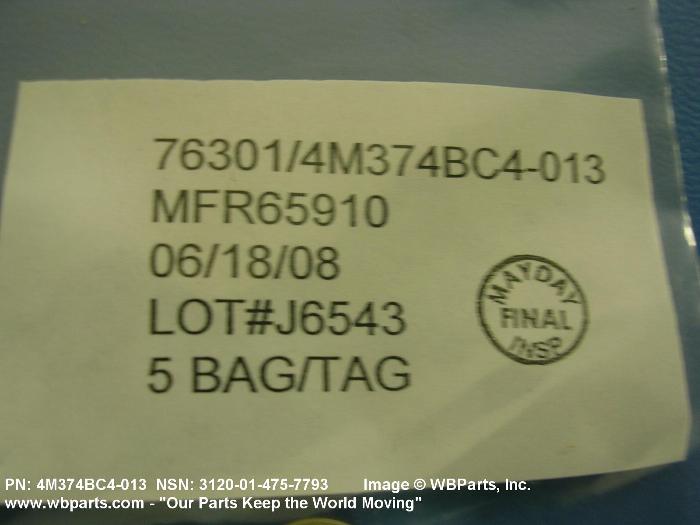 76301/4M374BC4-013
MFR65910
06/18/08
LOT#J6543
5 BAG/TAG
MAYDAY
FINAL
INSP
PN: 4M374BC4-013 NSN: 3120-01-475-7793 Image © WBParts, Inc.
www.wbparts.com - "Our Parts Keep the World Moving"